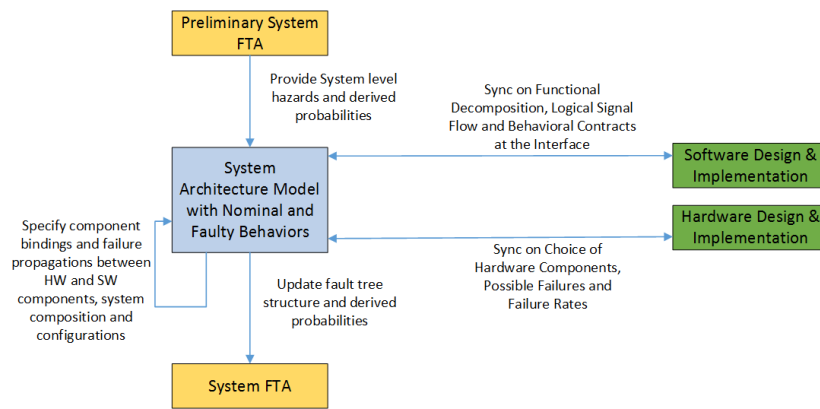 Preliminary System
FTA
Provide System level
hazards and derived
probabilities
Sync on Functional
Decomposition, Logical Signal
Flow and Behavioral Contracts
at the Interface
System
Architecture Model
with Nominal and
Faulty Behaviors
Software Design &
Implementation
Hardware Design &
Implementation
Specify component
bindings and failure
propagations between
HW and SW
components, system
composition and
configurations
Sync on Choice of
Hardware Components,
Possible Failures and
Failure Rates
Update fault tree
structure and derived
probabilities
System FTA